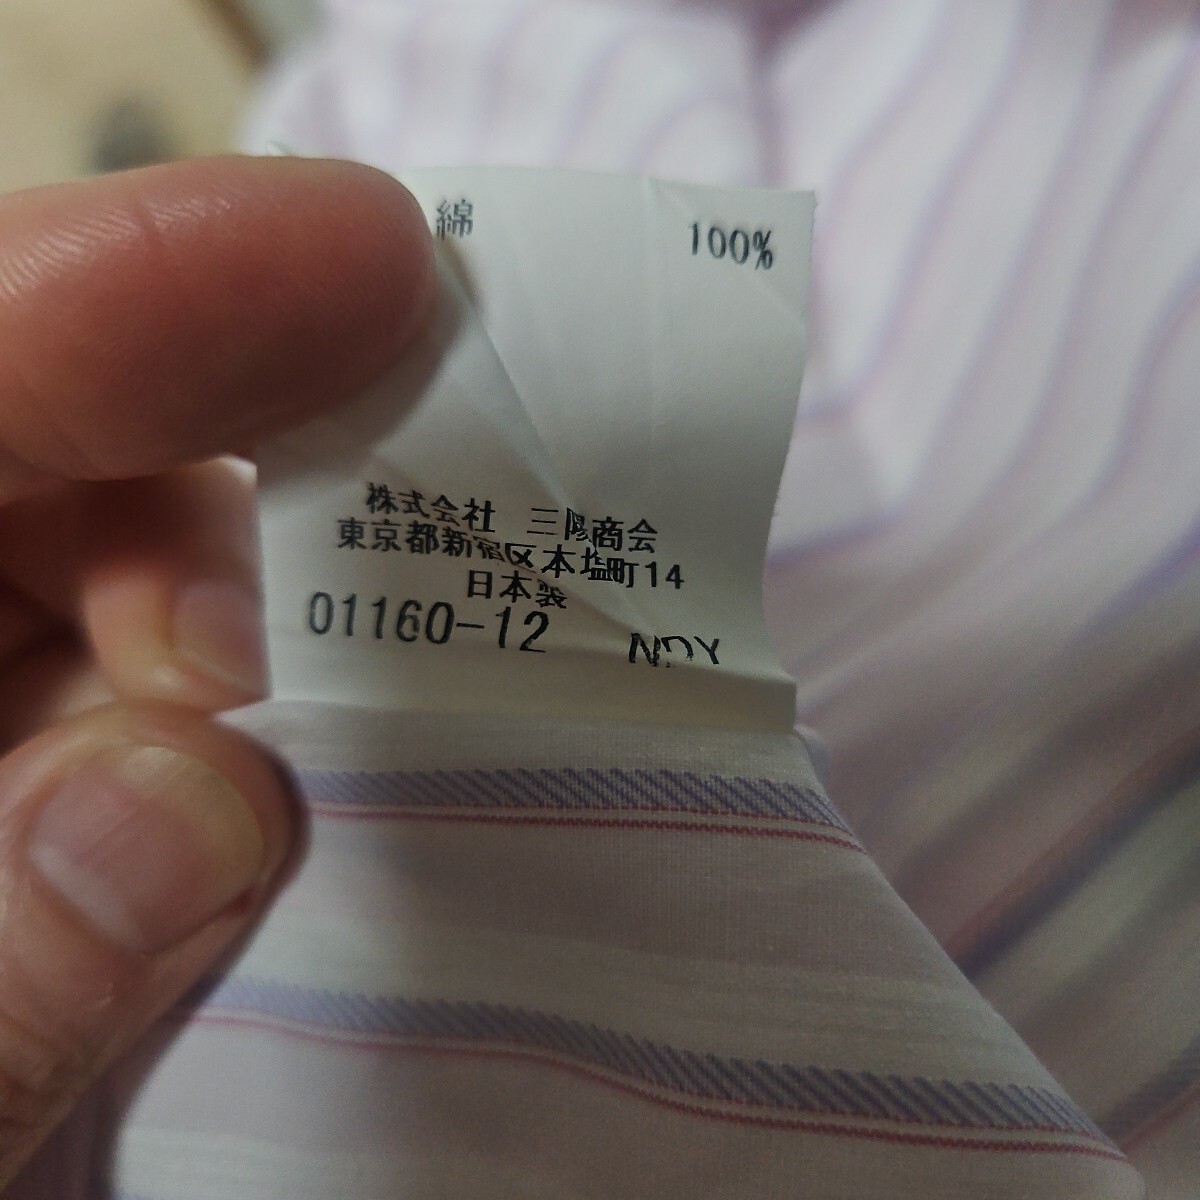 綿 100%
株式会社 三陽商会
東京都新宿区本塩町14
日本製
01160-12 NDY